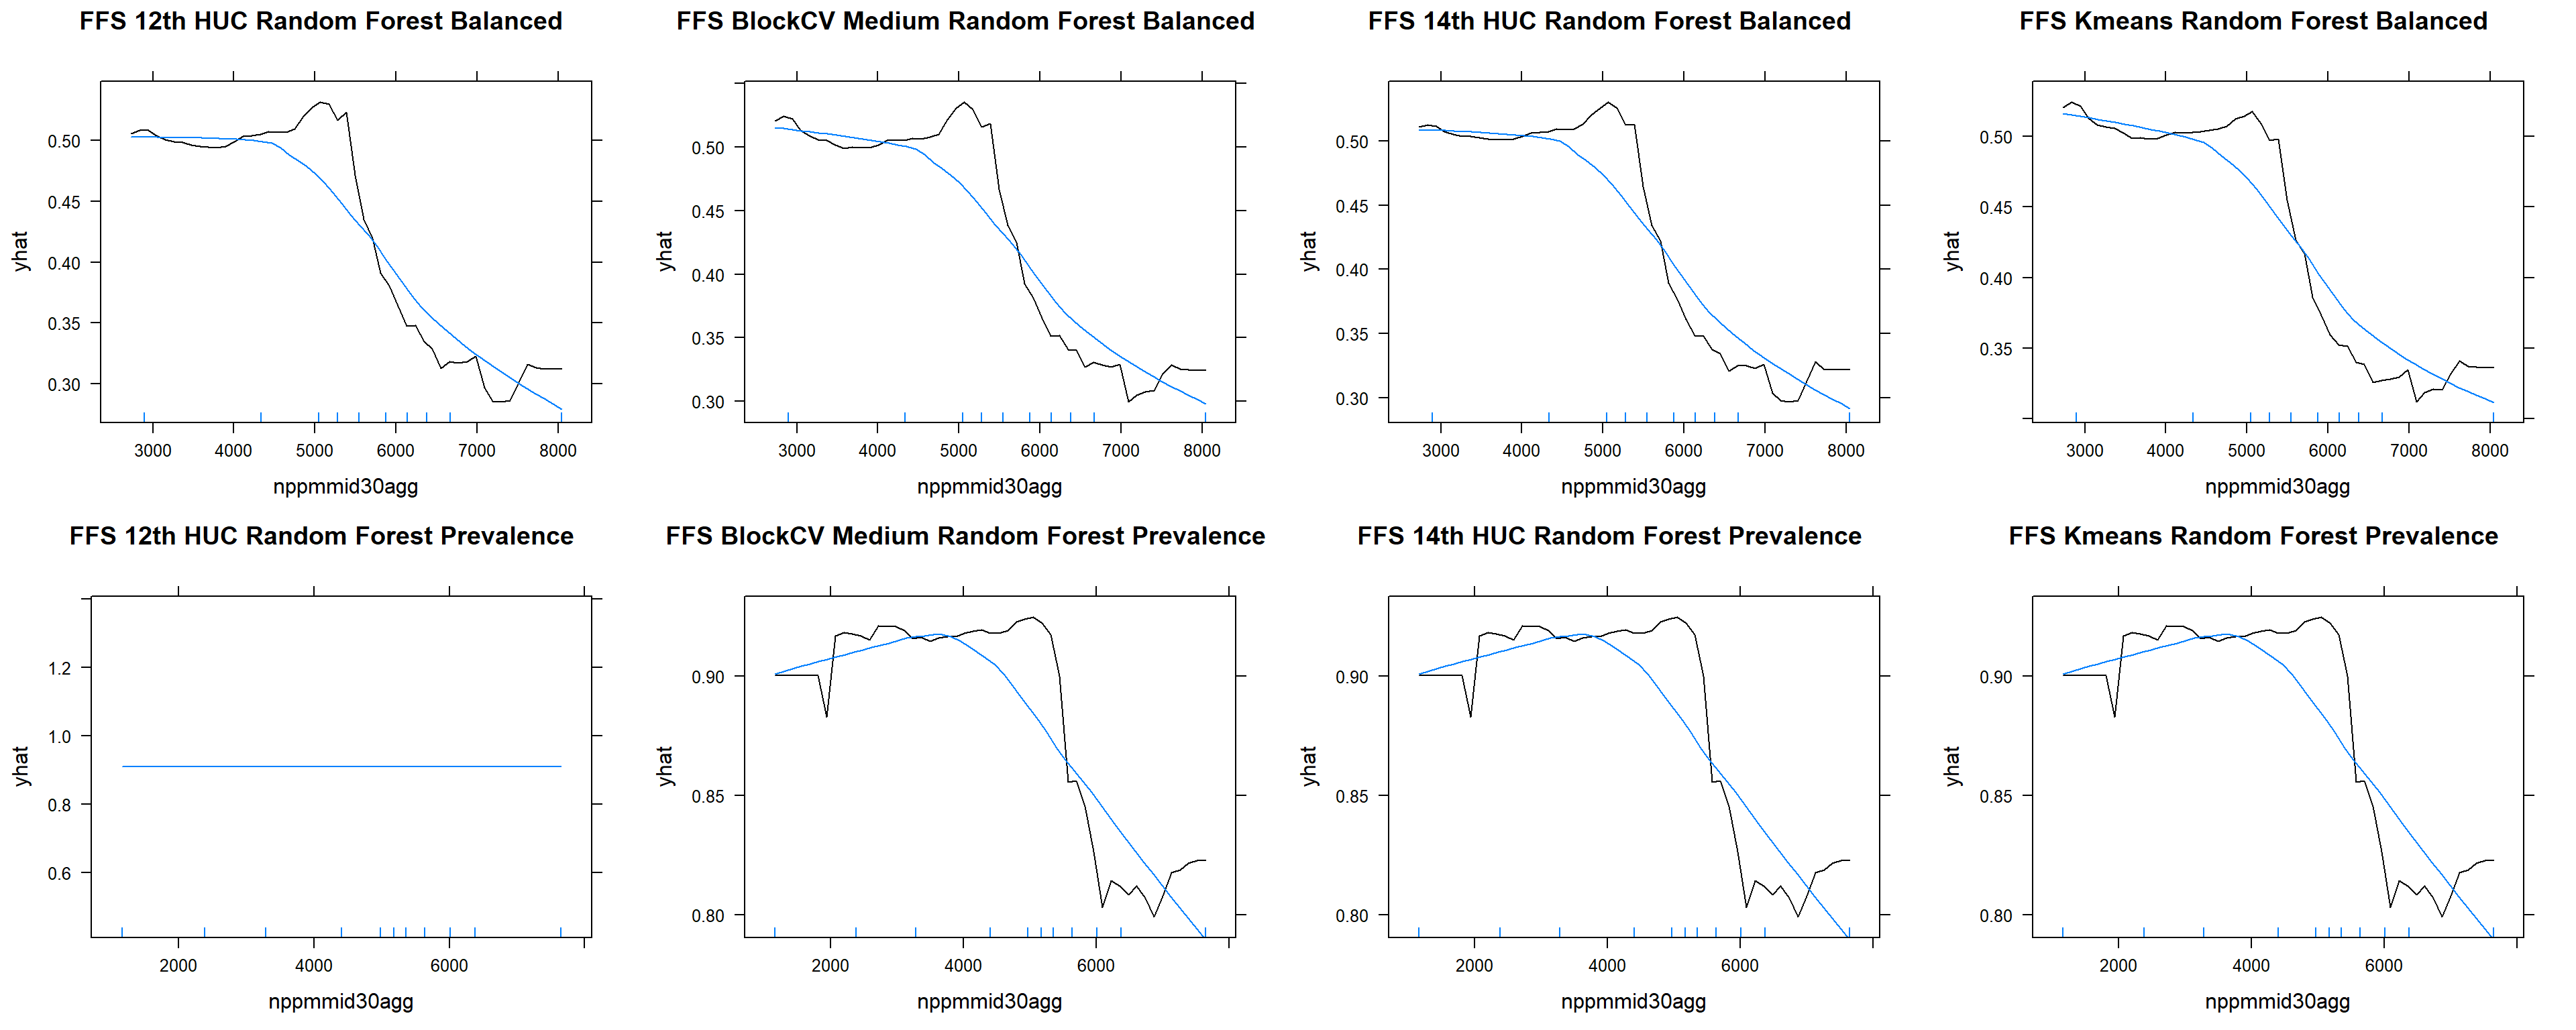 FFS 12th HUC Random Forest Balanced
yhat
0.50
0.45
0.40
0.35
0.30
3000 4000 5000 6000 7000 8000
nppmmid30agg
FFS BlockCV Medium Random Forest Balanced
yhat
0.50
0.45
0.40
0.35
0.30
3000 4000 5000 6000 7000 8000
nppmmid30agg
FFS 14th HUC Random Forest Balanced
yhat
0.50
0.45
0.40
0.35
0.30
3000 4000 5000 6000 7000 8000
nppmmid30agg
FFS Kmeans Random Forest Balanced
yhat
0.50
0.45
0.40
0.35
3000 4000 5000 6000 7000 8000
nppmmid30agg
FFS 12th HUC Random Forest Prevalence
yhat
1.2
1.0
0.8
0.6
2000 4000 6000
nppmmid30agg
FFS BlockCV Medium Random Forest Prevalence
yhat
0.90
0.85
0.80
2000 4000 6000
nppmmid30agg
FFS 14th HUC Random Forest Prevalence
yhat
0.90
0.85
0.80
2000 4000 6000
nppmmid30agg
FFS Kmeans Random Forest Prevalence
yhat
0.90
0.85
0.80
2000 4000 6000
nppmmid30agg